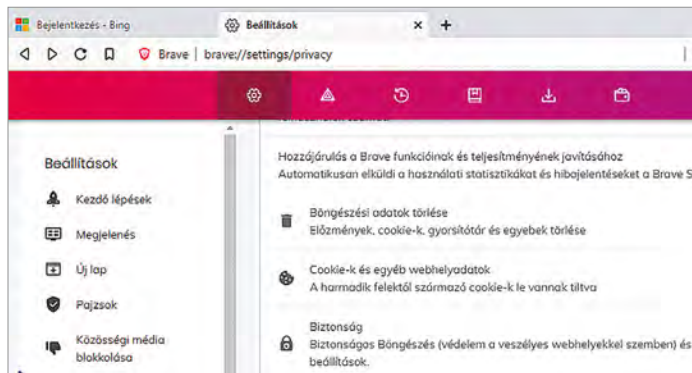 Bejelentkezés - Bing
Beállítások
Brave | brave://settings/privacy
Beállítások
Kezdő lépések
Megjelenés
Új lap
Pajzsok
Közösségi média
blokkolása
Hozzájárulás a Brave funkcióinak és teljesítményének javításához
Automatikusan elküldi a használati statisztikákat és hibajelentéseket a Brave S
Böngészési adatok törlése
Előzmények, cookie-k, gyorsítótár és egyebek törlése
Cookie-k és egyéb webhelyadatok
A harmadik felektől származó cookie-k le vannak tiltva
Biztonság
Biztonságos Böngészés (védelem a veszélyes webhelyekkel szemben) és
beállítások.